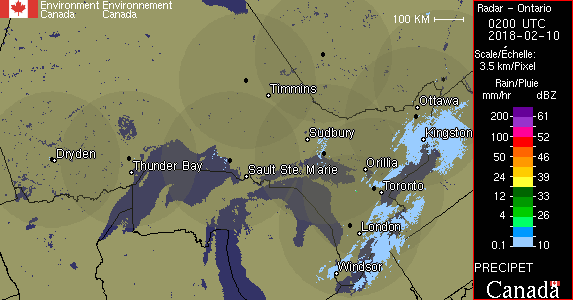 Environment Environnement
Canada Canada
100 KM
Timmins
Ottawa
Sudbury
Kingston
Dryden
Thunder Bay
Sault Ste. Marie
Orillia
Toronto
London
Windsor
Radar - Ontario
0200 UTC
2018-02-10
Scale/Échelle:
3.5 km/Pixel
Rain/Pluie
mm/hr dBZ
200 61
100 52
50 46
24 39
12 33
4 26
0.1 10
PRECIPET
Canada